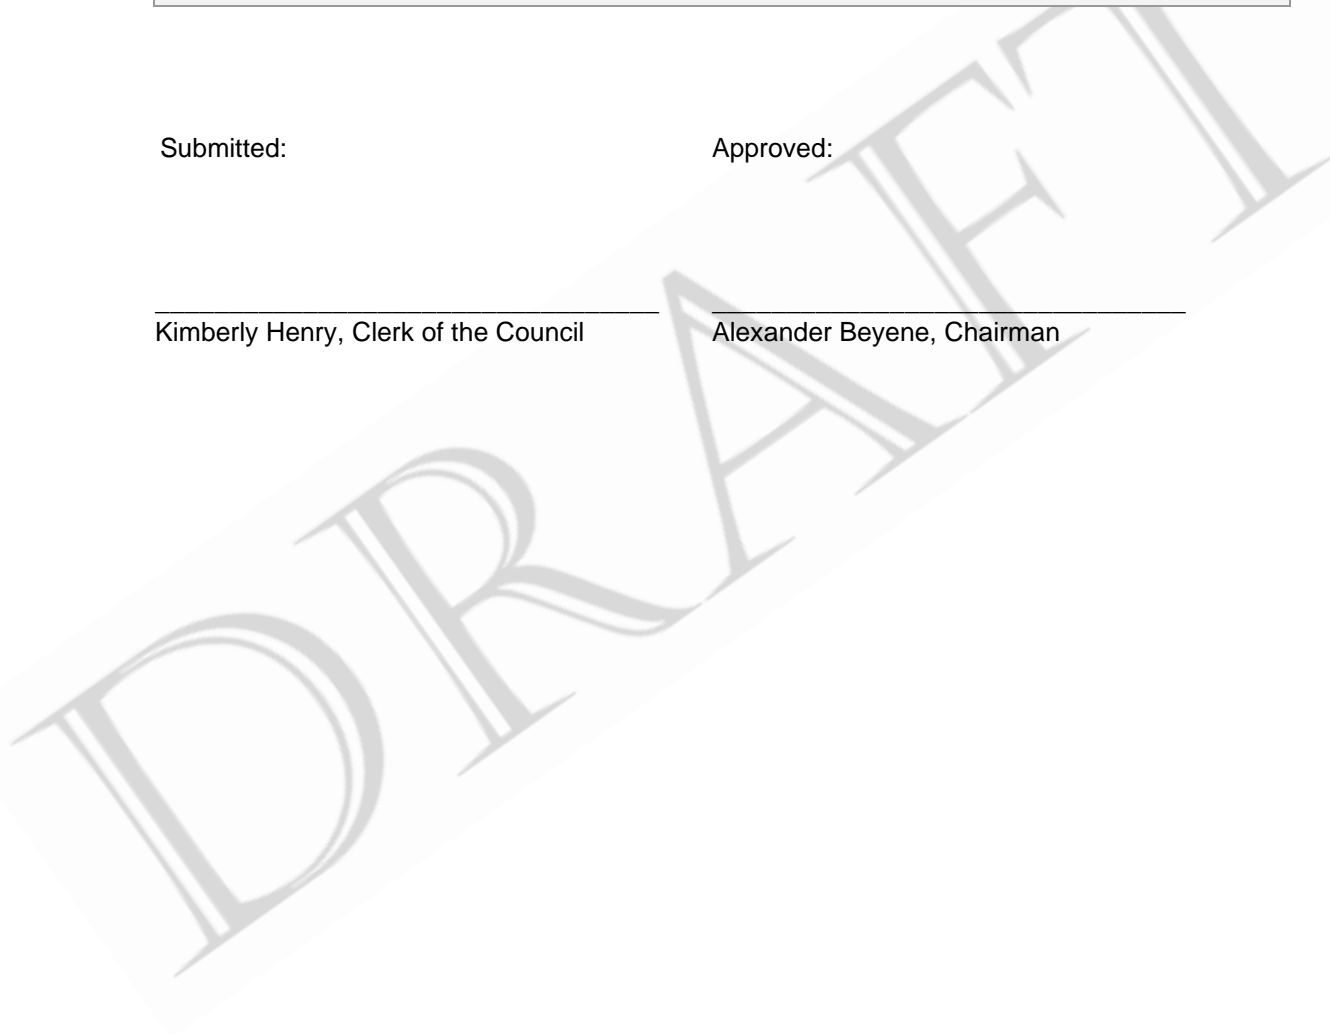 Submitted: Approved:
Kimberly Henry, Clerk of the Council Alexander Beyene, Chairman
DRAFT